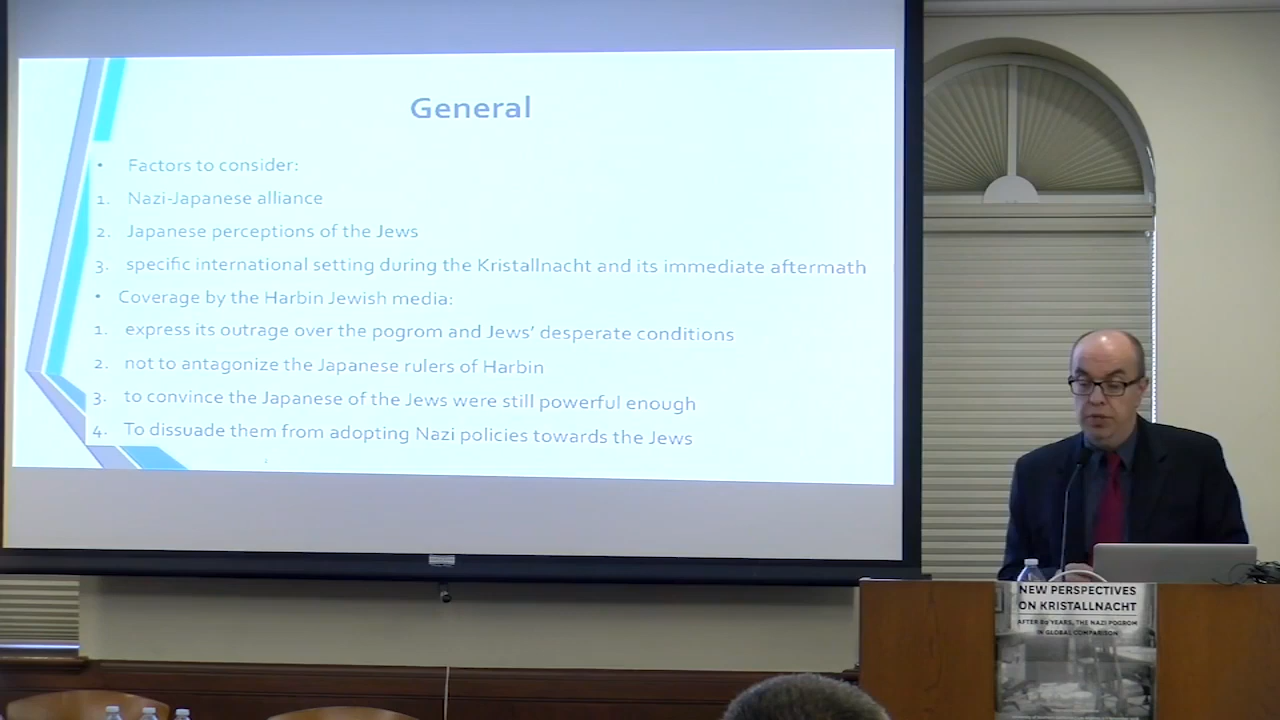 General
• Factors to consider:
1. Nazi-Japanese alliance
2. Japanese perceptions of the Jews
3. specific international setting during the Kristallnacht and its immediate aftermath
• Coverage by the Harbin Jewish media:
1. express its outrage over the pogrom and Jews' desperate conditions
2. not to antagonize the Japanese rulers of Harbin
3. to convince the Japanese of the Jews were still powerful enough
4. To dissuade them from adopting Nazi policies towards the Jews
NEW PERSPECTIVES
ON KRISTALLNACHT
AFTER 80 YEARS, THE NAZI POGROM
IN GLOBAL COMPARISON